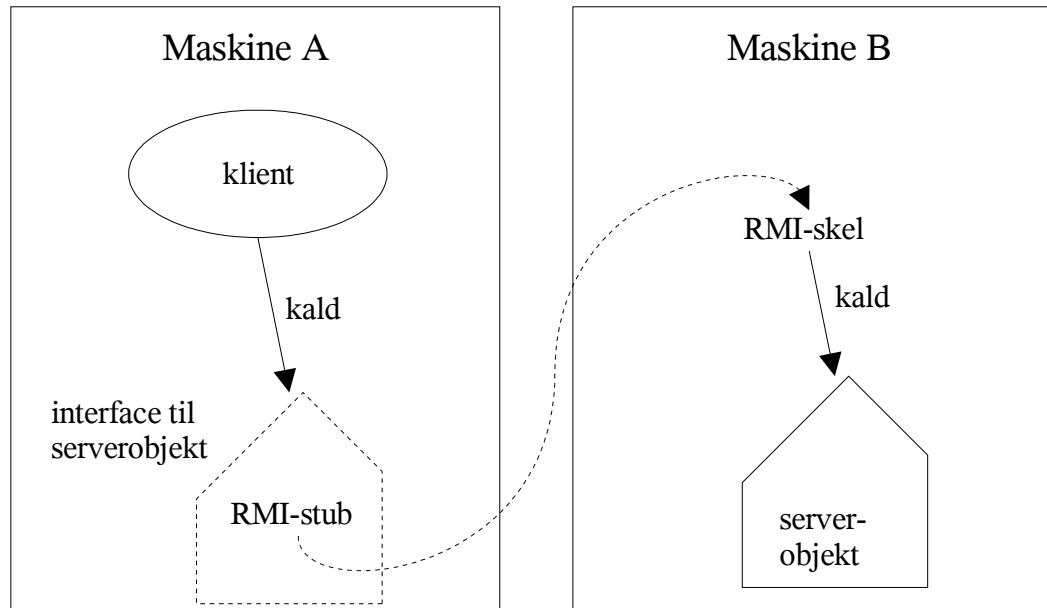 Maskine A
klient
kald
interface til
serverobjekt
RMI-stub
Maskine B
RMI-skel
kald
server-
objekt